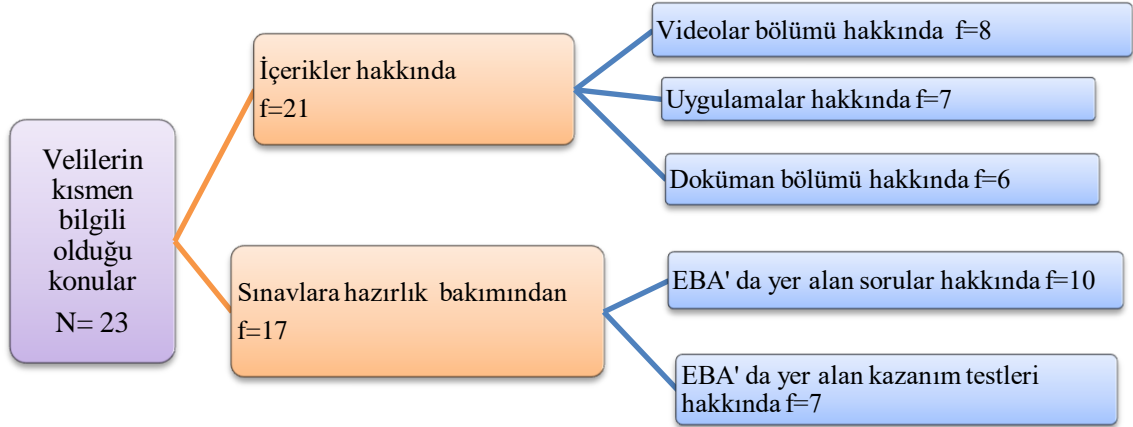 Velilerin
kısmen
bilgili
olduğu
konular
N= 23
İçerikler hakkında
f=21
Videolar bölümü hakkında f=8
Uygulamalar hakkında f=7
Doküman bölümü hakkında f=6
Sınavlara hazırlık bakımından
f=17
EBA' da yer alan sorular hakkında f=10
EBA' da yer alan kazanım testleri
hakkında f=7